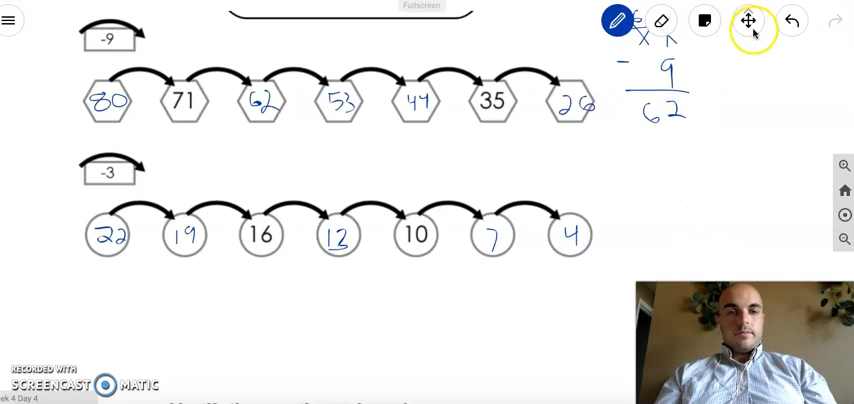 Fullscreen
-9
80 71 62 53 44 35 26
- 9
62
-3
22 19 16 13 10 7 4
RECORDED WITH
SCREENCAST MATIC
ek 4 Day 4